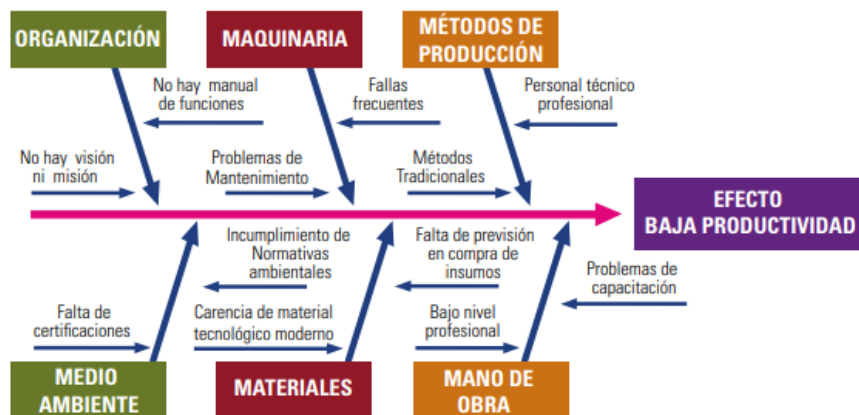 ORGANIZACIÓN
MAQUINARIA
MÉTODOS DE
PRODUCCIÓN
No hay manual
de funciones
Fallas
frecuentes
Personal técnico
profesional
No hay visión
ni misión
Problemas de
Mantenimiento
Métodos
Tradicionales
EFECTO
BAJA PRODUCTIVIDAD
Incumplimiento de
Normativas
ambientales
Falta de previsión
en compra de
insumos
Problemas de
capacitación
Falta de
certificaciones
Carencia de material
tecnológico moderno
Bajo nivel
profesional
MEDIO
AMBIENTE
MATERIALES
MANO DE
OBRA